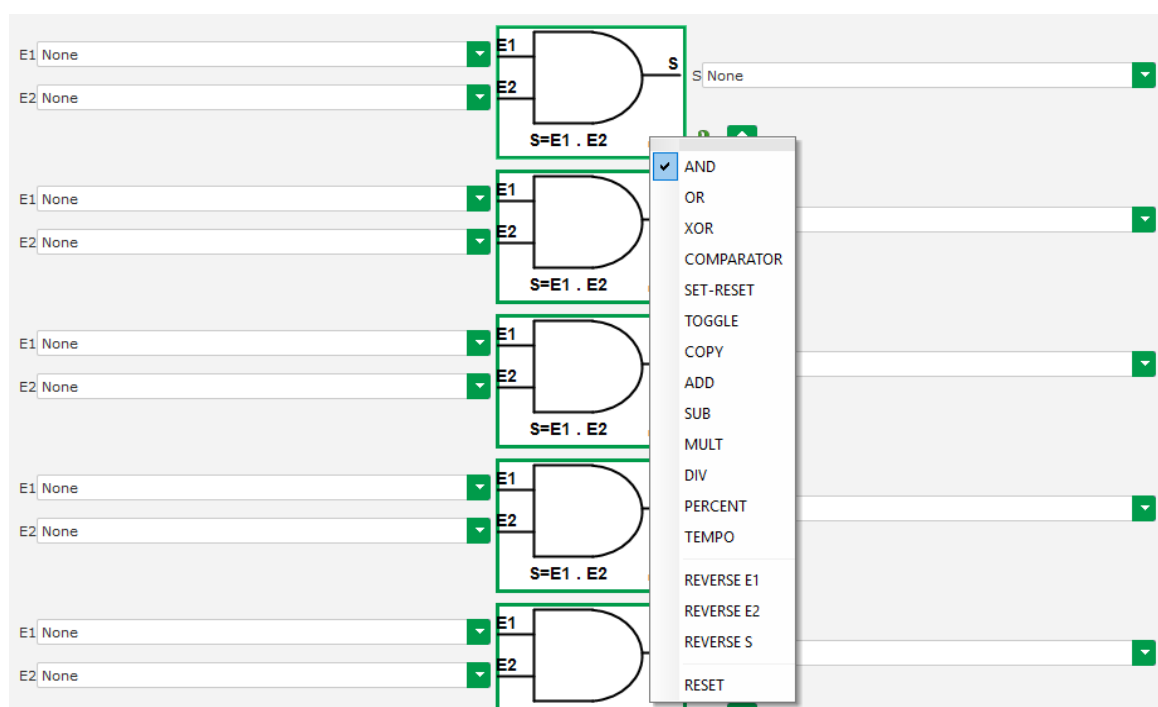 E1 None
E1
S
S None
E2 None
E2
S=E1 . E2
AND
E1 None
E1
OR
XOR
E2 None
E2
COMPARATOR
S=E1 . E2
SET-RESET
TOGGLE
E1 None
E1
COPY
E2 None
E2
ADD
SUB
S=E1 . E2
MULT
E1 None
E1
DIV
PERCENT
E2 None
E2
TEMPO
S=E1 . E2
REVERSE E1
REVERSE E2
E1 None
E1
REVERSE S
E2 None
E2
RESET